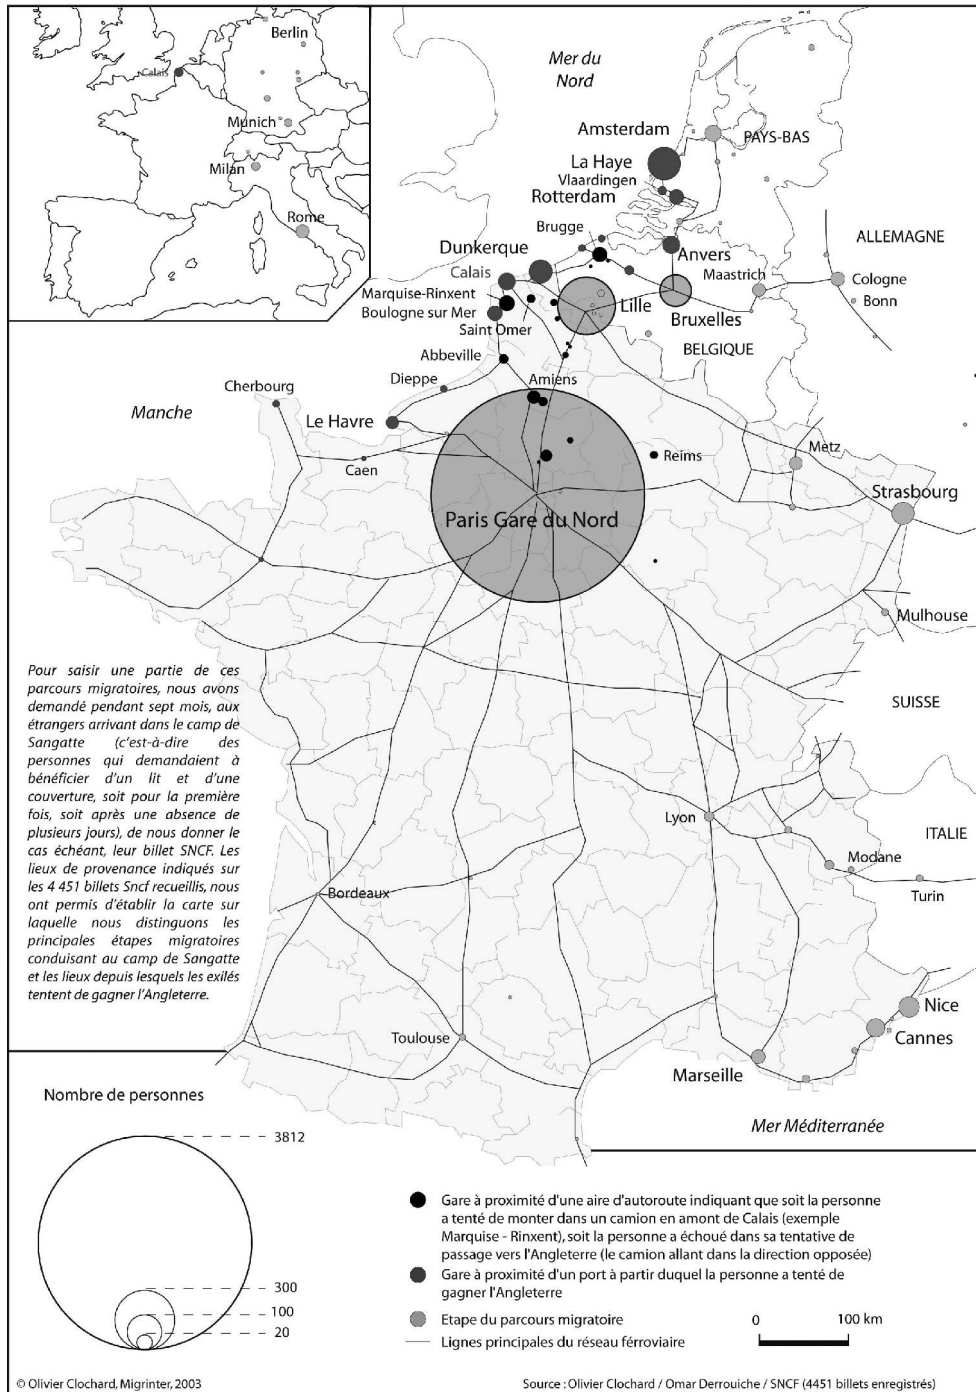 Berlin
Calais
Munich
Milan
Rome
Mer du
Nord
Amsterdam
PAYS-BAS
La Haye
Vlaardingen
Rotterdam
Brugge
Dunkerque
Anvers
ALLEMAGNE
Calais
Maastrich
Cologne
Marquise-Rinxent
Bonn
Boulogne sur Mer
Lille
Saint Omer
Bruxelles
Abbeville
BELGIQUE
Dieppe
Amiens
Cherbourg
Manche
Le Havre
Metz
Caen
Reims
Strasbourg
Paris Gare du Nord
Mulhouse
Pour saisir une partie de ces
parcours migratoires, nous avons
demandé pendant sept mois, aux
étrangers arrivant dans le camp de
Sangatte (c'est-à-dire des
personnes qui demandaient à
bénéficier d'un lit et d'une
couverture, soit pour la première
fois, soit après une absence de
plusieurs jours), de nous donner le
cas échéant, leur billet SNCF. Les
lieux de provenance indiqués sur
les 4 451 billets Sncf recueillis, nous
ont permis d'établir la carte sur
laquelle nous distinguons les
principales étapes migratoires
conduisant au camp de Sangatte
et les lieux depuis lesquels les exilés
tentent de gagner l'Angleterre.
SUISSE
Lyon
ITALIE
Modane
Turin
Bordeaux
Nice
Toulouse
Cannes
Marseille
Mer Méditerranée
Nombre de personnes
3812
300
100
20
Gare à proximité d'une aire d'autoroute indiquant que soit la personne
a tenté de monter dans un camion en amont de Calais (exemple
Marquise - Rinxent), soit la personne a échoué dans sa tentative de
passage vers l'Angleterre (le camion allant dans la direction opposée)
Gare à proximité d'un port à partir duquel la personne a tenté de
gagner l'Angleterre
Etape du parcours migratoire
Lignes principales du réseau férroviaire
0 100 km
© Olivier Clochard, Migrinter, 2003
Source : Olivier Clochard / Omar Derrouiche / SNCF (4451 billets enregistrés)